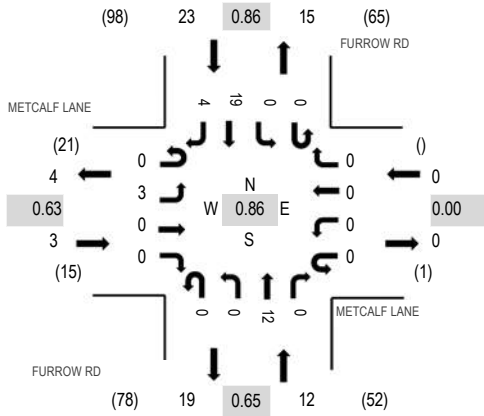 (98) 23 0.86 15 (65)
FURROW RD
METCALF LANE
4 19 0 0
(21) 0 0 ()
4 3 N 0 0
0.63 0 W 0.86 E 0 0.00
3 0 S 0 0
(15) (1)
0 0 12 0
METCALF LANE
FURROW RD
(78) 19 0.65 12 (52)